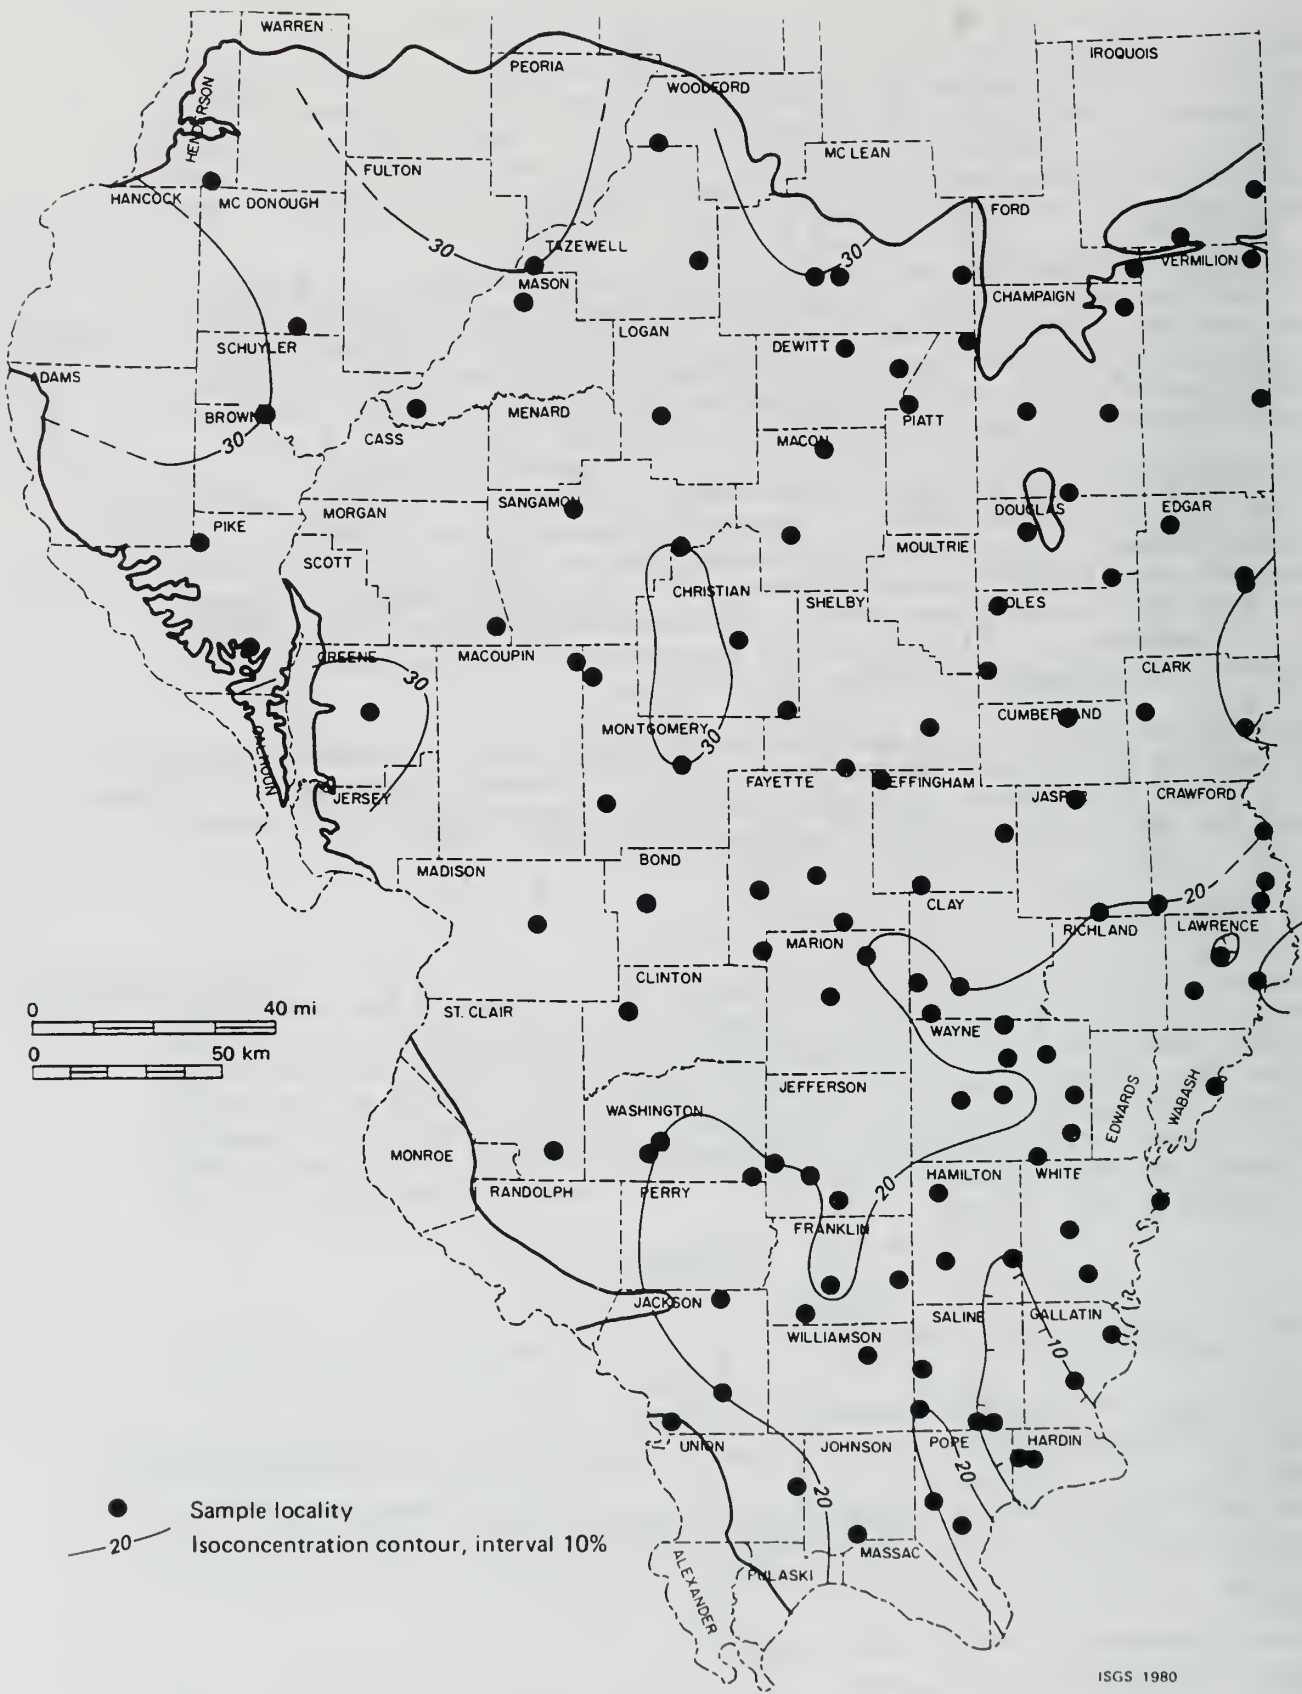 WARREN
IROQUOIS
PEORIA
WOODFORD
HENDERSON
MC LEAN
FULTON
HANCOCK
MC DONOUGH
FORD
30
TAZEWELL
30
VERMILION
MASON
CHAMPAIGN
LOGAN
SCHUYLER
DEWITT
ADAMS
BROWN
MENARD
PIATT
30
CASS
MACON
SANGAMON
MORGAN
DOUGLAS
EDGAR
PIKE
MOULTRIE
SCOTT
CHRISTIAN
SHELBY
COLES
GREENE
MACOUPIN
CLARK
30
CUMBERLAND
MONTGOMERY
30
CALHOUN
FAYETTE
EFFINGHAM
JERSEY
JASPER
CRAWFORD
BOND
MADISON
20
CLAY
RICHLAND
LAWRENCE
MARION
CLINTON
0 40 mi
ST. CLAIR
WAYNE
0 50 km
JEFFERSON
WASHINGTON
EDWARDS
WABASH
MONROE
HAMILTON
WHITE
RANDOLPH
PERRY
20
FRANKLIN
JACKSON
SALINE
GALLATIN
WILLIAMSON
10
UNION
JOHNSON
POPE
HARDIN
20
20
Sample locality
20 Isoconcentration contour, interval 10%
MASSAC
PULASKI
ALEXANDER
ISGS 1980